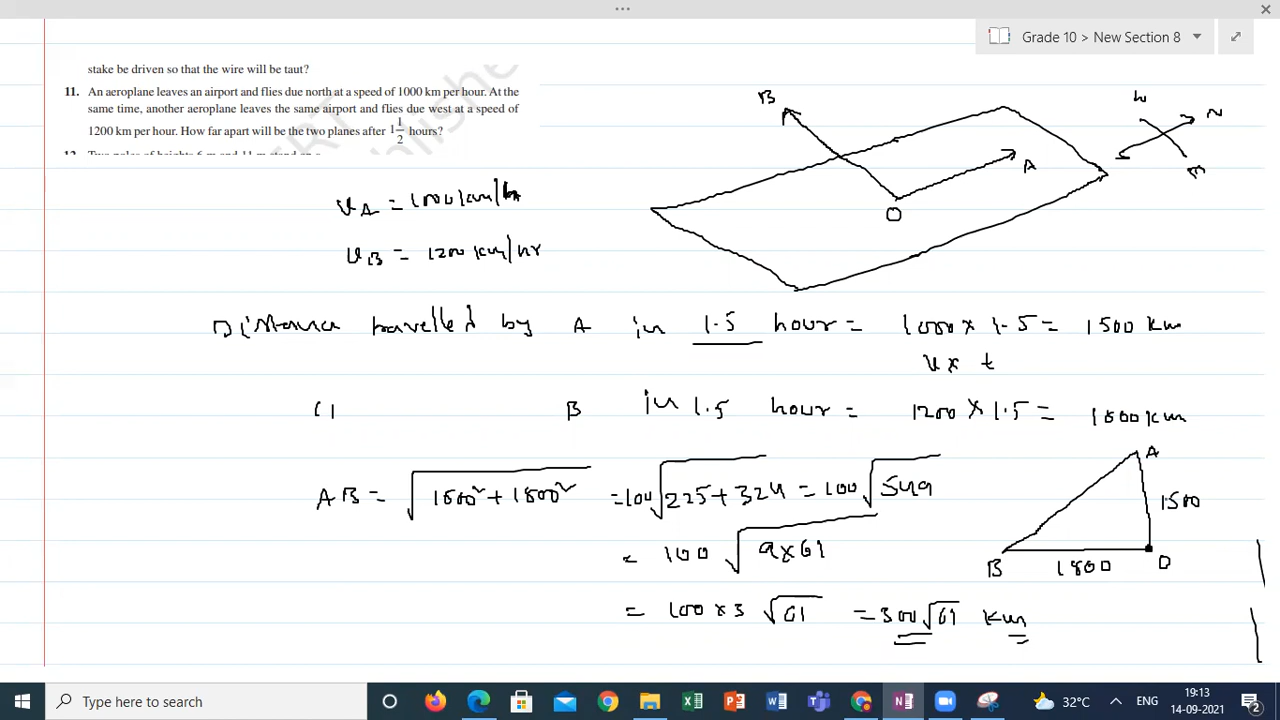 Grade 10 > New Section 8
stake be driven so that the wire will be taut?
11. An aeroplane leaves an airport and flies due north at a speed of 1000 km per hour. At the
same time, another aeroplane leaves the same airport and flies due west at a speed of
1200 km per hour. How far apart will be the two planes after 1 1/2 hours?
B
A
O
W
N
E
VA = 1000 km/hr
VB = 1200 km/hr
Distance travelled by A in 1.5 hour = 1000 × 1.5 = 1500 km
v × t
B in 1.5 hour = 1200 × 1.5 = 1800 km
AB = √1500² + 1800² = 100√225 + 324 = 100√549
= 100 √9×61
= 100 × 3 √61 = 300√61 km
A
1500
B 1800 O
Type here to search
32°C
ENG
19:13
14-09-2021
2